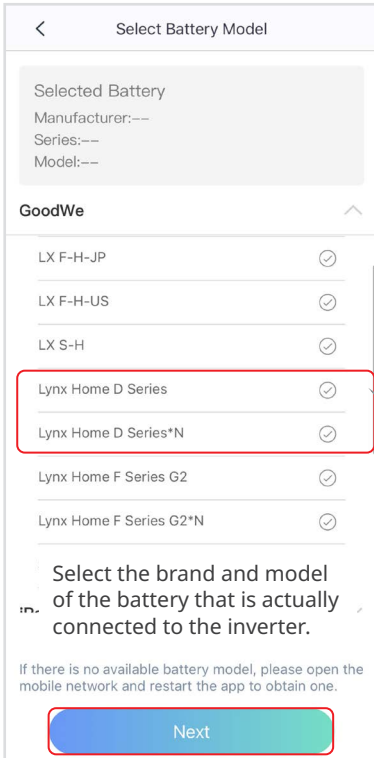 Select Battery Model
Selected Battery
Manufacturer:--
Series:--
Model:--
GoodWe
LX F-H-JP
LX F-H-US
LX S-H
Lynx Home D Series
Lynx Home D Series*N
Lynx Home F Series G2
Lynx Home F Series G2*N
Select the brand and model
of the battery that is actually
connected to the inverter.
If there is no available battery model, please open the
mobile network and restart the app to obtain one.
Next